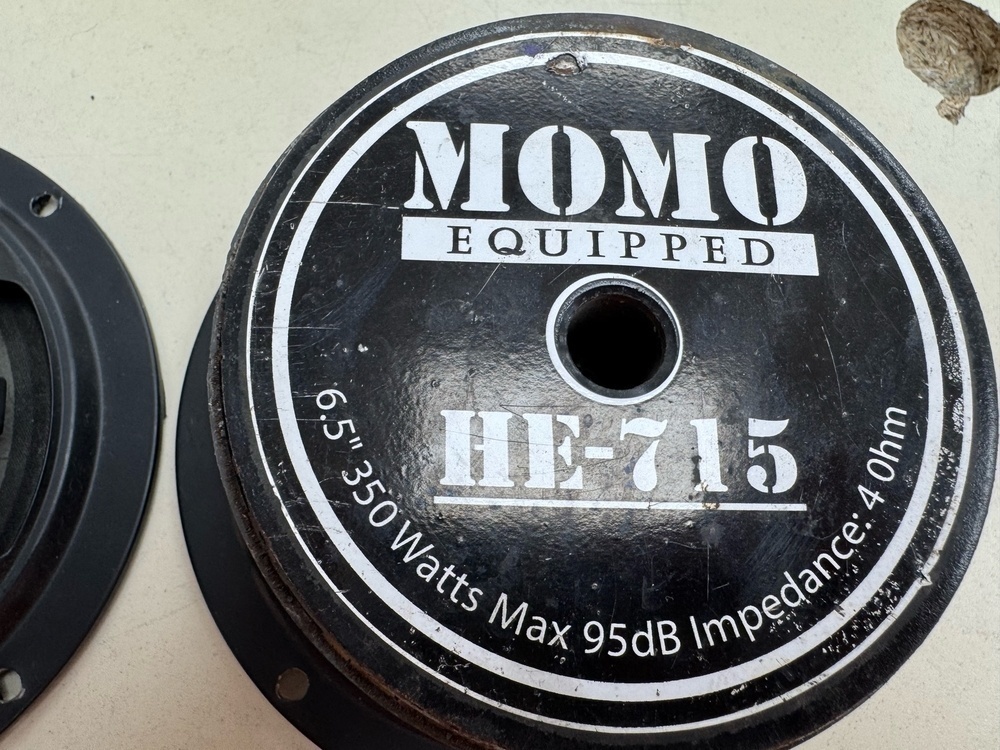 MOMO
EQUIPPED
HE-715
6.5" 350 Watts Max 95dB Impedance: 4 Ohm